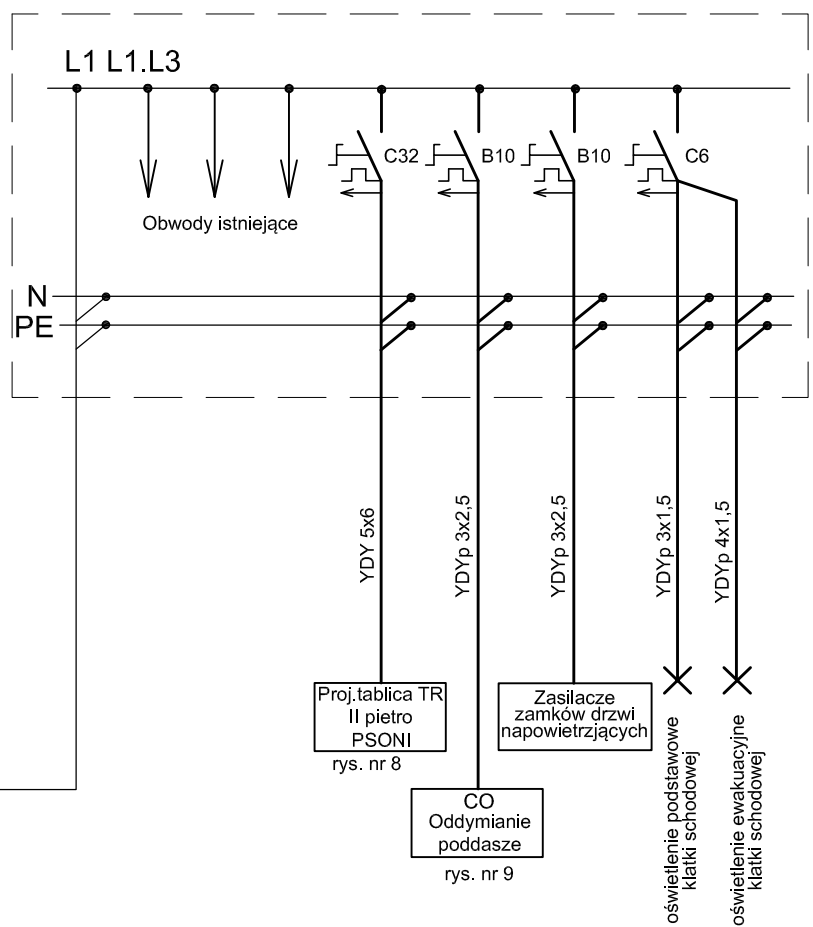 L1 L1.L3
C32
B10
B10
C6
Obwody istniejące
N
PE
YDY 5x6
YDYp 3x2,5
YDYp 3x2,5
YDYp 3x1,5
YDYp 4x1,5
Proj.tablica TR
II pietro
PSONI
rys. nr 8
CO
Oddymianie
poddasze
rys. nr 9
Zasilacze
zamków drzwi
napowietrzjących
oświetlenie podstawowe
klatki schodowej
oświetlenie ewakuacyjne
klatki schodowej